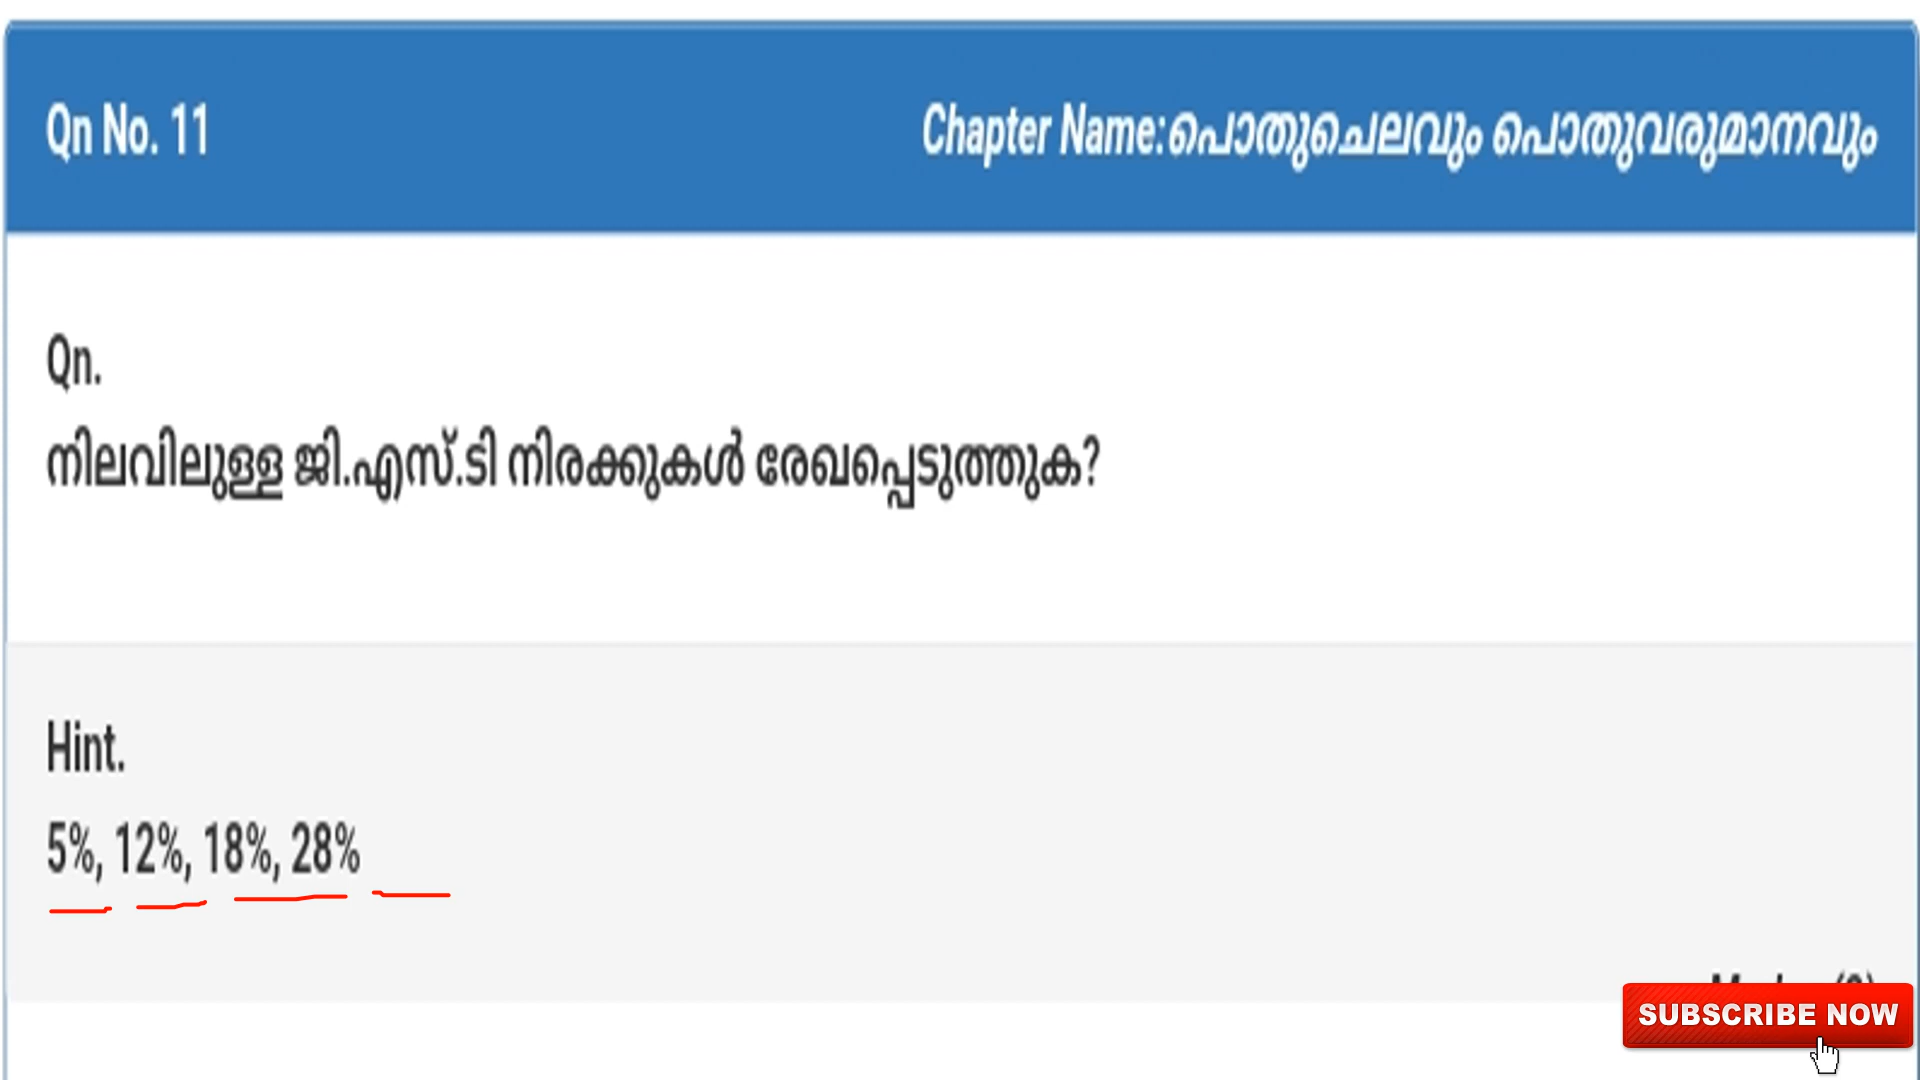 Qn No. 11
Chapter Name:പൊതുചെലവും പൊതുവരുമാനവും
Qn.
നിലവിലുള്ള ജി.എസ്.ടി നിരക്കുകൾ രേഖപ്പെടുത്തുക?
Hint.
5%, 12%, 18%, 28%
SUBSCRIBE NOW